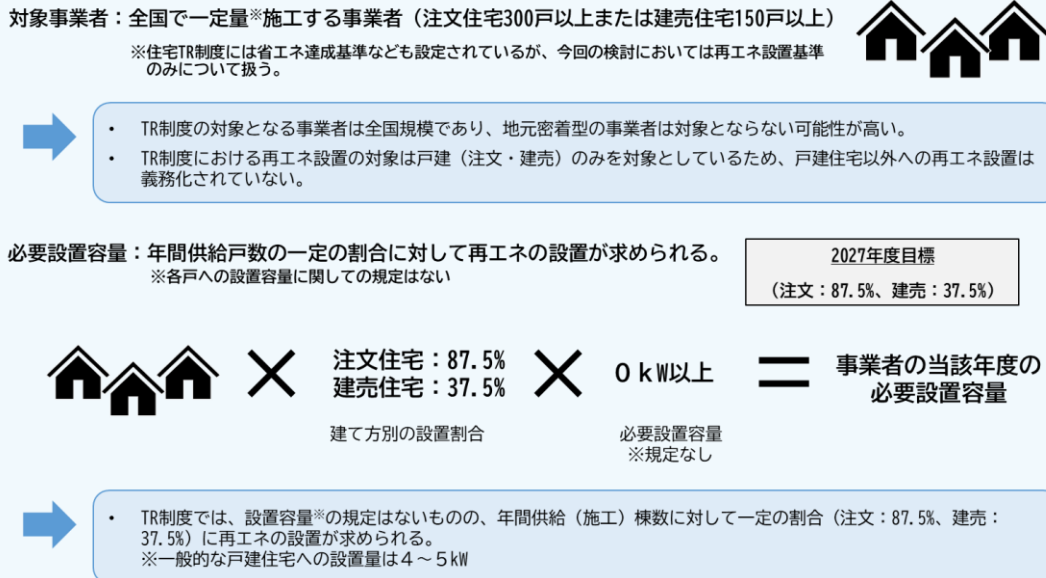 対象事業者：全国で一定量※施工する事業者（注文住宅300戸以上または建売住宅150戸以上）
※住宅TR制度には省エネ達成基準なども設定されているが、今回の検討においては再エネ設置基準
のみについて扱う。
• TR制度の対象となる事業者は全国規模であり、地元密着型の事業者は対象とならない可能性が高い。
• TR制度における再エネ設置の対象は戸建（注文・建売）のみを対象としているため、戸建住宅以外への再エネ設置は
義務化されていない。
必要設置容量：年間供給戸数の一定の割合に対して再エネの設置が求められる。
※各戸への設置容量に関しての規定はない
2027年度目標
（注文：87.5%、建売：37.5%）
注文住宅：87.5%
建売住宅：37.5%
建て方別の設置割合
０ｋW以上
必要設置容量
※規定なし
事業者の当該年度の
必要設置容量
• TR制度では、設置容量※の規定はないものの、年間供給（施工）棟数に対して一定の割合（注文：87.5%、建売：
37.5%）に再エネの設置が求められる。
※一般的な戸建住宅への設置量は４～５kW